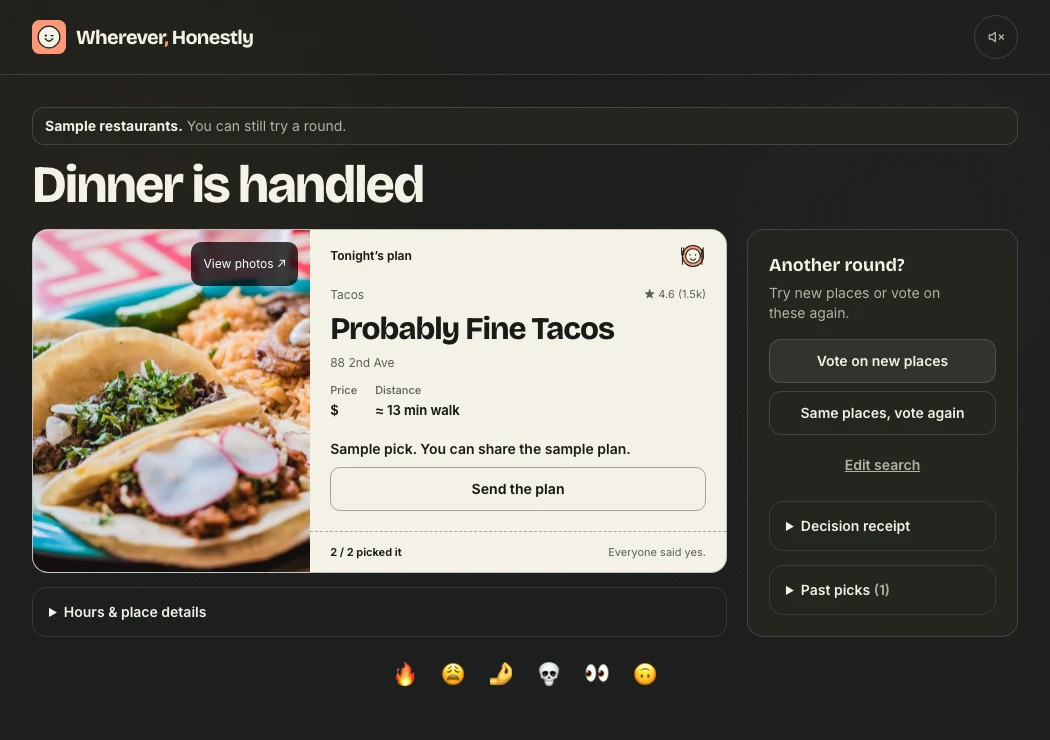 Wherever, Honestly
Sample restaurants. You can still try a round.
Dinner is handled
View photos ↗
Tonight's plan
Tacos
★ 4.6 (1.5k)
Probably Fine Tacos
88 2nd Ave
Price
Distance
$
≈ 13 min walk
Sample pick. You can share the sample plan.
Send the plan
2 / 2 picked it
Everyone said yes.
Hours & place details
Another round?
Try new places or vote on
these again.
Vote on new places
Same places, vote again
Edit search
Decision receipt
Past picks (1)